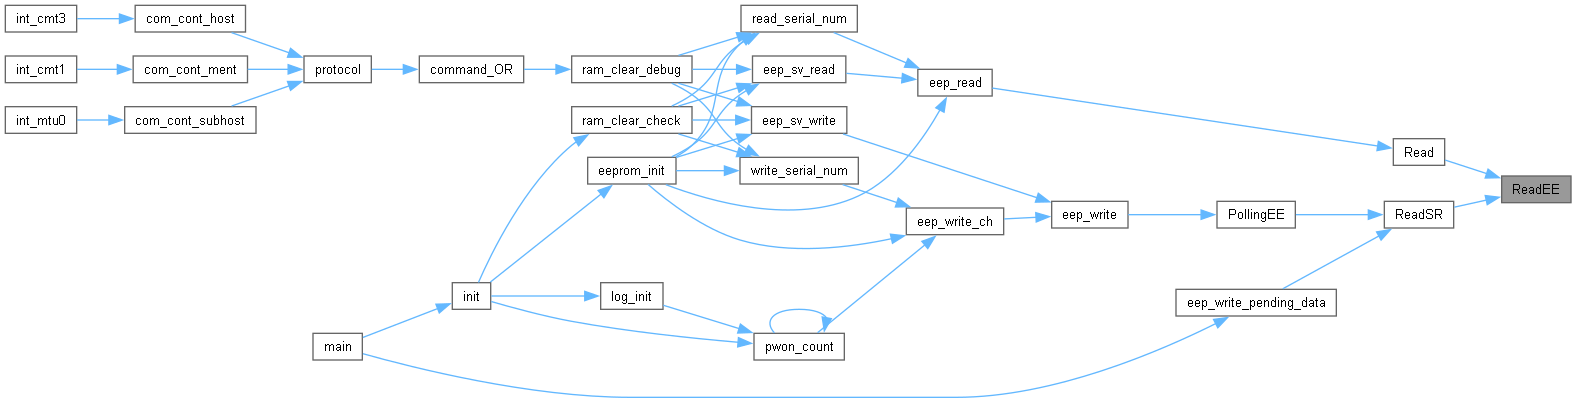 int_cmt3
com_cont_host
read_serial_num
int_cmt1
com_cont_ment
protocol
command_OR
ram_clear_debug
eep_sv_read
eep_read
int_mtu0
com_cont_subhost
ram_clear_check
eep_sv_write
Read
eeprom_init
write_serial_num
ReadEE
eep_write_ch
eep_write
PollingEE
ReadSR
init
log_init
eep_write_pending_data
main
pwon_count